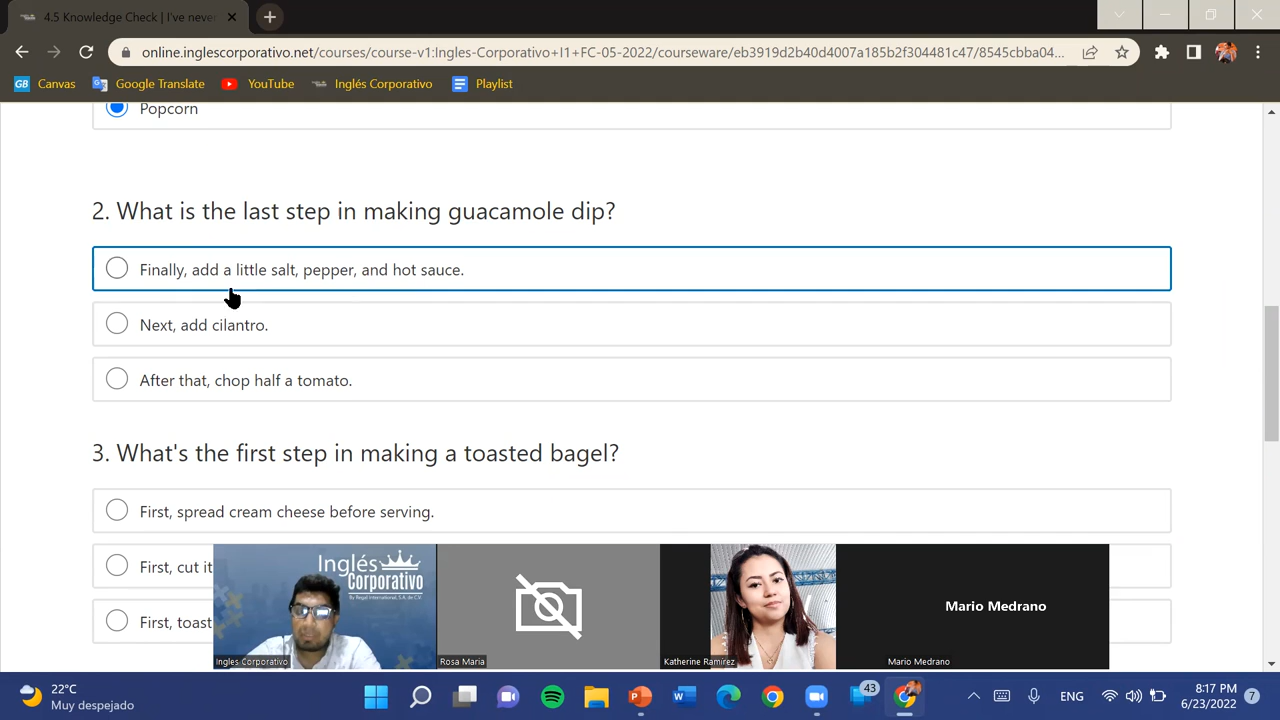 4.5 Knowledge Check | I've neve
online.inglescorporativo.net/courses/course-v1:Ingles-Corporativo+I1+FC-05-2022/courseware/eb3919d2b40d4007a185b2f304481c47/8545cbba04...
GB Canvas Google Translate YouTube Inglés Corporativo Playlist
Popcorn
2. What is the last step in making guacamole dip?
Finally, add a little salt, pepper, and hot sauce.
Next, add cilantro.
After that, chop half a tomato.
3. What's the first step in making a toasted bagel?
First, spread cream cheese before serving.
First, cut it
First, toast
Inglés
Corporativo
By Regal International, S.A. de C.V.
Mario Medrano
Ingles Corporativo
Rosa Maria
Katherine Ramirez
Mario Medrano
22°C
Muy despejado
43
ENG
8:17 PM
6/23/2022
7